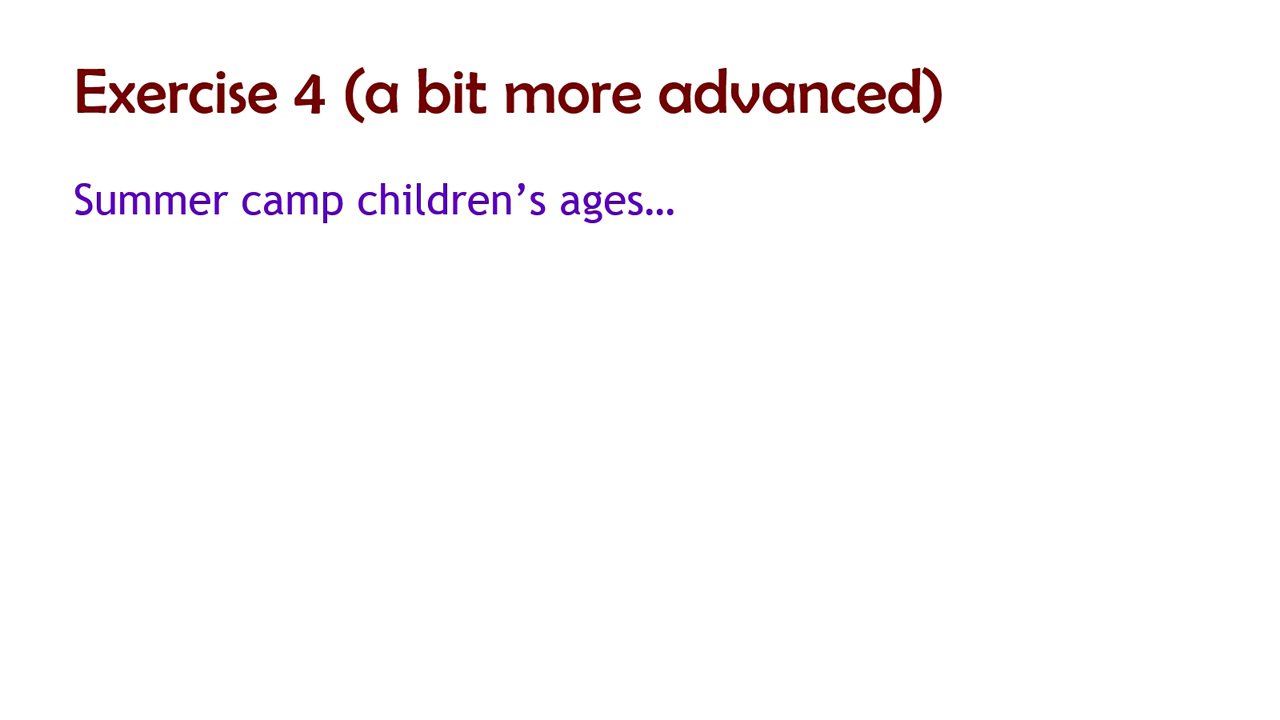 Exercise 4 (a bit more advanced)
Summer camp children’s ages…